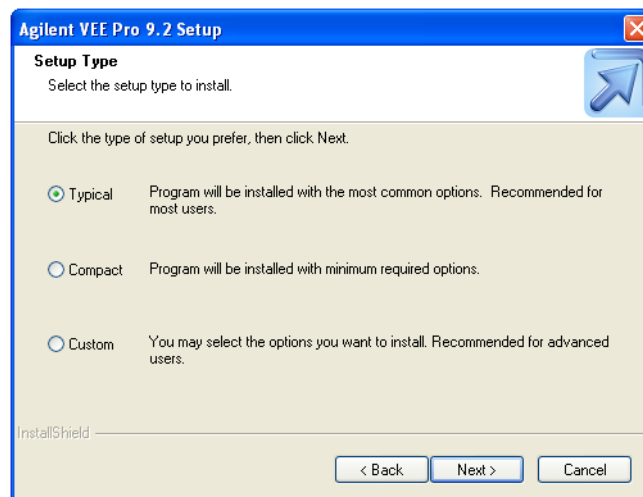 Agilent VEE Pro 9.2 Setup
Setup Type
Select the setup type to install.
Click the type of setup you prefer, then click Next.
Typical
Program will be installed with the most common options.  Recommended for
most users.
Compact
Program will be installed with minimum required options.
Custom
You may select the options you want to install. Recommended for advanced
users.
InstallShield
< Back
Next >
Cancel